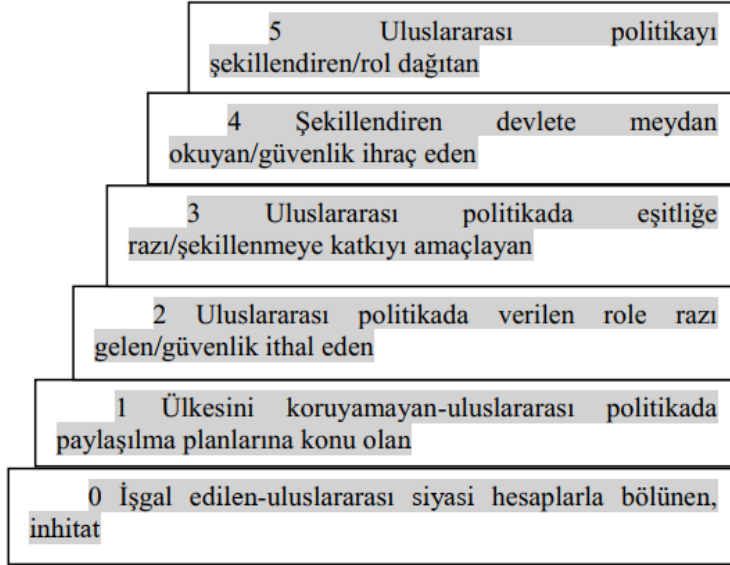 5 Uluslararası politikayı
şekillendiren/rol dağıtan
4 Şekillendiren devlete meydan
okuyan/güvenlik ihraç eden
3 Uluslararası politikada eşitliğe
razı/şekillenmeye katkıyı amaçlayan
2 Uluslararası politikada verilen role razı
gelen/güvenlik ithal eden
1 Ülkesini koruyamayan-uluslararası politikada
paylaşılma planlarına konu olan
0 İşgal edilen-uluslararası siyasi hesaplarla bölünen,
inhitat